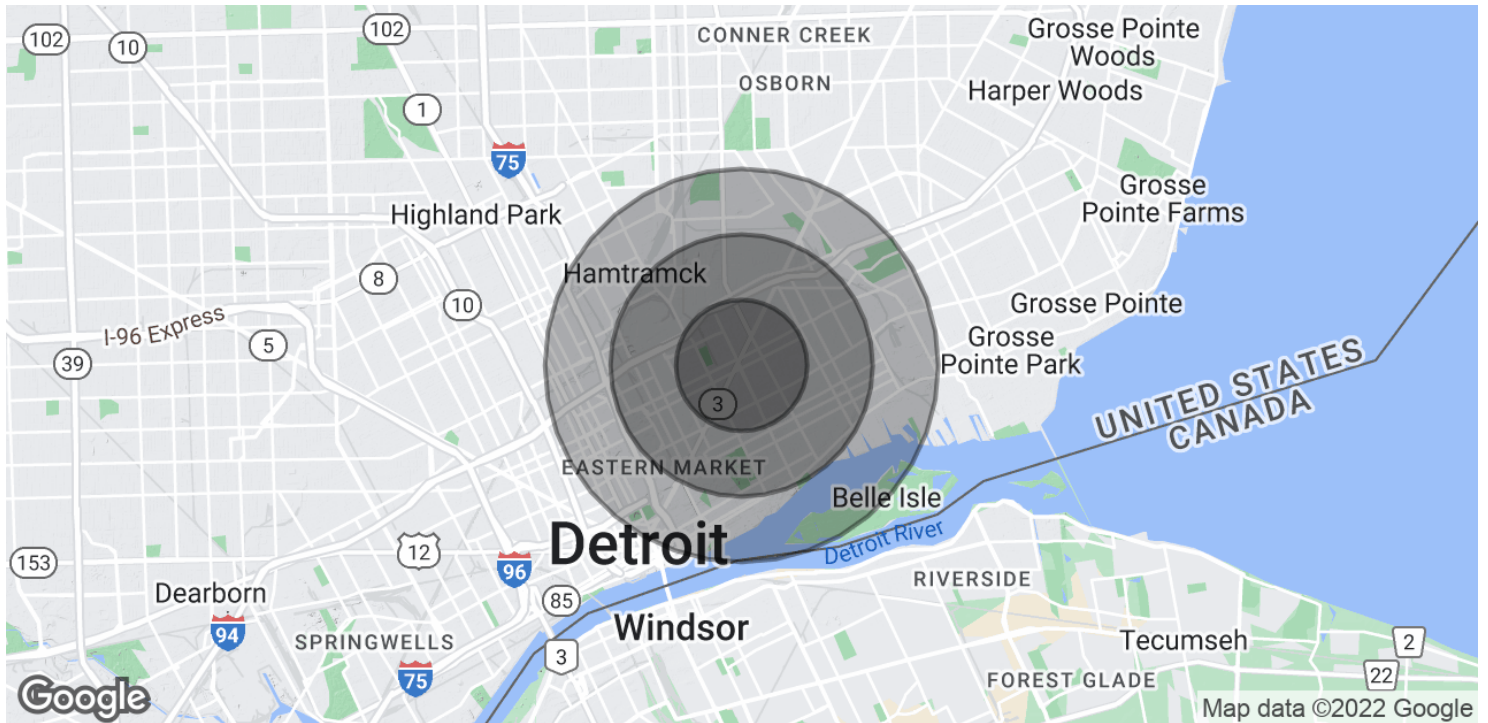 102
10
102
CONNER CREEK
Grosse Pointe
Woods
OSBORN
Harper Woods
1
75
Highland Park
Grosse
Pointe Farms
Hamtramck
8
10
Grosse Pointe
I-96 Express
5
39
Grosse
Pointe Park
3
UNITED STATES
CANADA
EASTERN MARKET
Belle Isle
Detroit
Detroit River
153
12
96
RIVERSIDE
Dearborn
85
94
SPRINGWELLS
Windsor
3
Tecumseh
2
75
FOREST GLADE
22
Google
Map data ©2022 Google